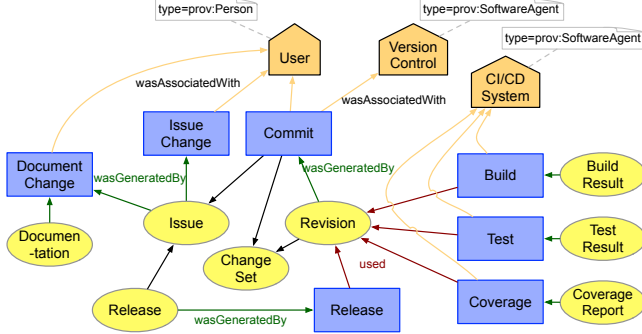 type=prov:Person
type=prov:SoftwareAgent
type=prov:SoftwareAgent
User
Version
Control
CI/CD
System
wasAssociatedWith
wasAssociatedWith
Issue
Change
Commit
Document
Change
wasGeneratedBy
wasGeneratedBy
Build
Build
Result
Documen
-tation
Issue
Revision
Test
Test
Result
Change
Set
used
Release
wasGeneratedBy
Release
Coverage
Coverage
Report